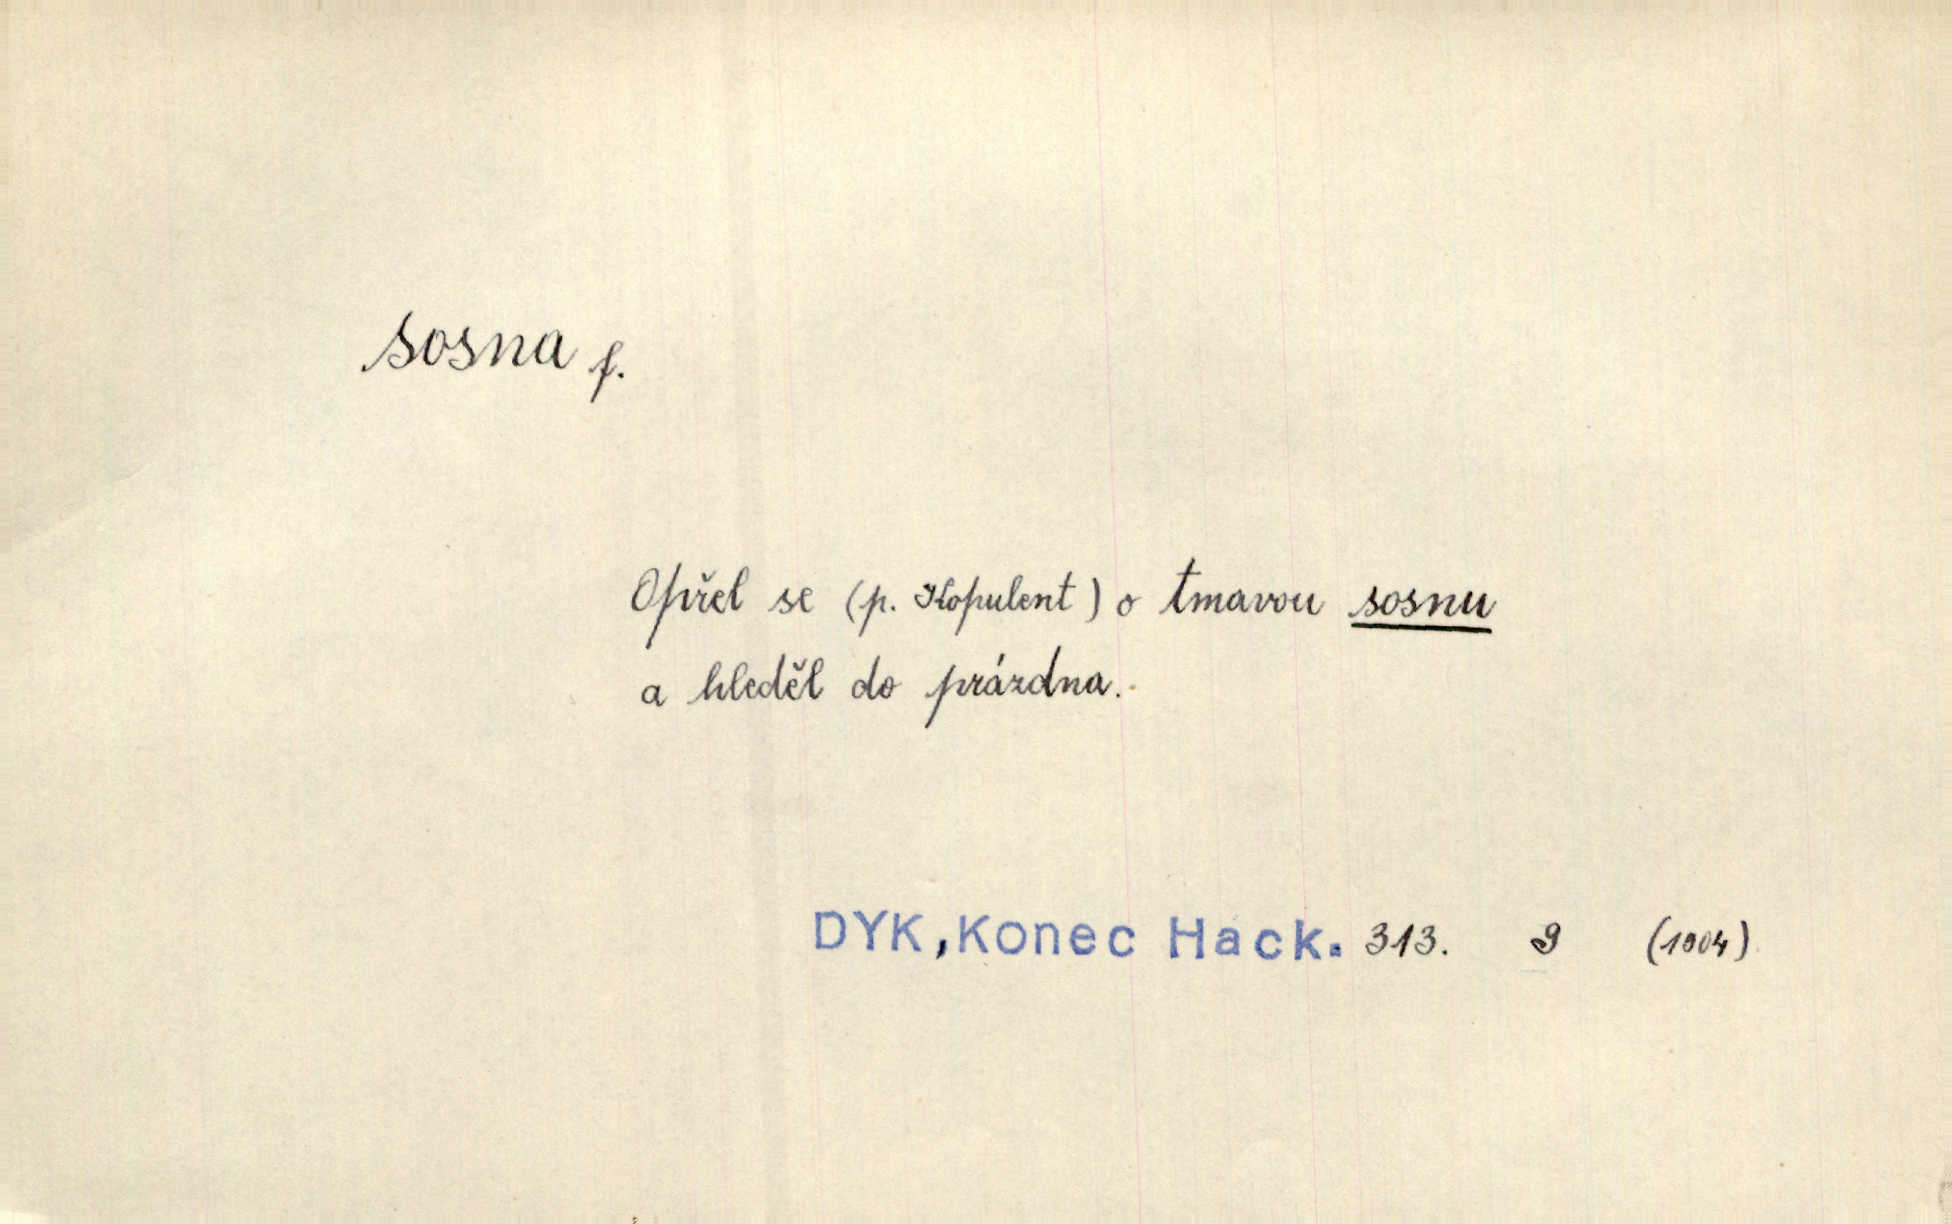 sosna f.
Opřel se (p. Kopulent) o tmavou sosnu
a hleděl do prázdna.
DYK, Konec Hack. 313. 9 (1904)